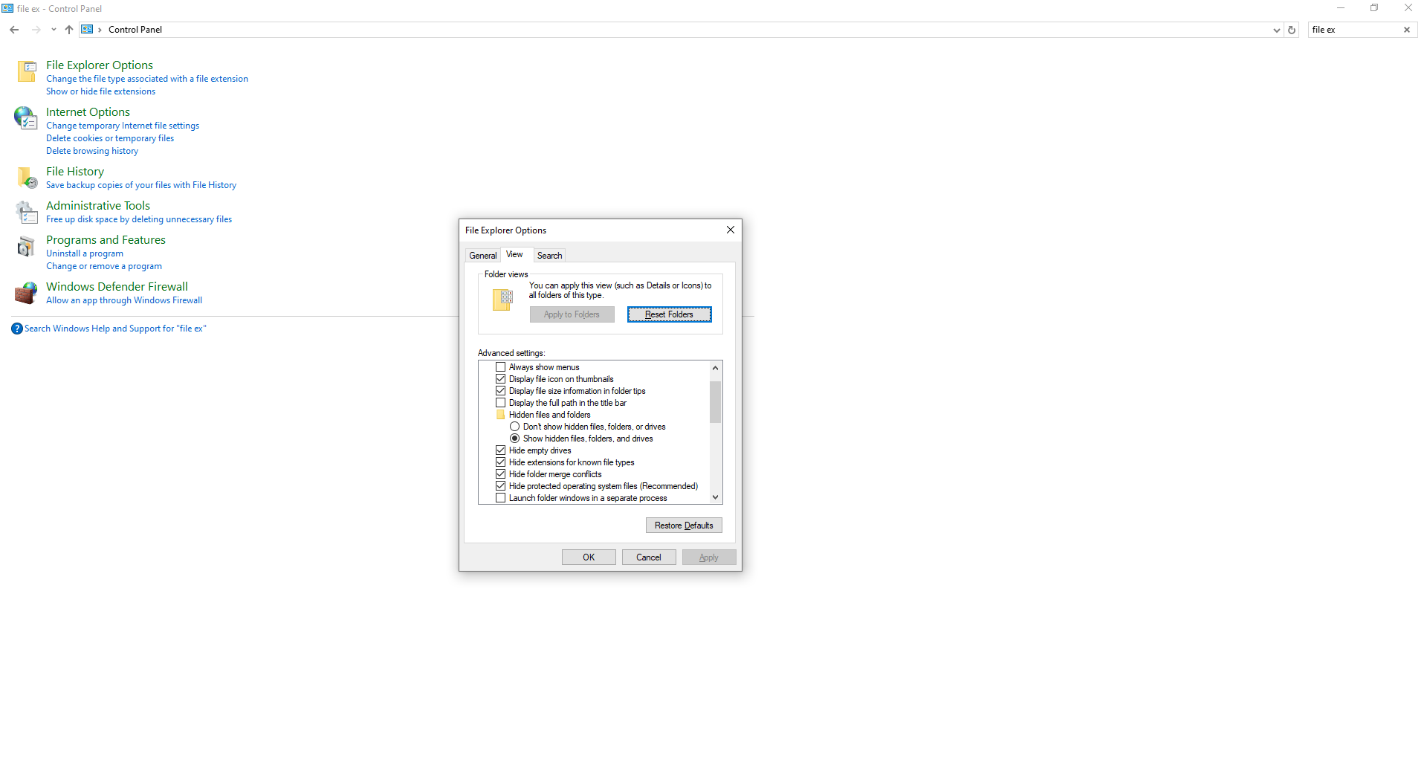 file ex - Control Panel
Control Panel
file ex
File Explorer Options
Change the file type associated with a file extension
Show or hide file extensions
Internet Options
Change temporary Internet file settings
Delete cookies or temporary files
Delete browsing history
File History
Save backup copies of your files with File History
Administrative Tools
Free up disk space by deleting unnecessary files
Programs and Features
Uninstall a program
Change or remove a program
Windows Defender Firewall
Allow an app through Windows Firewall
? Search Windows Help and Support for "file ex"
File Explorer Options
General View Search
Folder views
You can apply this view (such as Details or Icons) to
all folders of this type.
Apply to Folders Reset Folders
Advanced settings:
Always show menus
Display file icon on thumbnails
Display file size information in folder tips
Display the full path in the title bar
Hidden files and folders
Don't show hidden files, folders, or drives
Show hidden files, folders, and drives
Hide empty drives
Hide extensions for known file types
Hide folder merge conflicts
Hide protected operating system files (Recommended)
Launch folder windows in a separate process
Restore Defaults
OK Cancel Apply